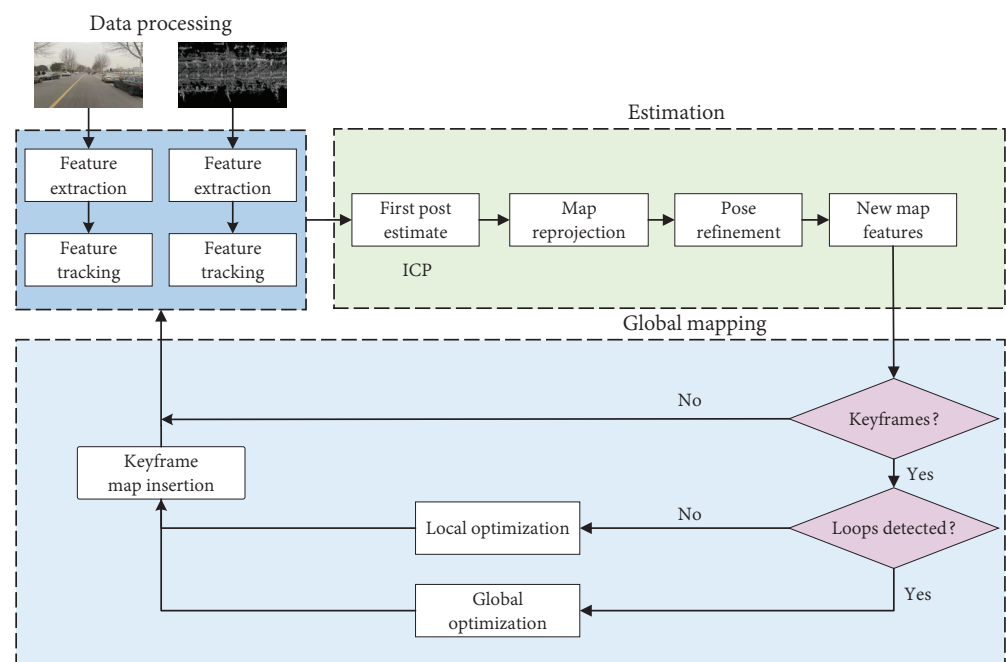 Data processing
Feature
extraction
Feature
extraction
Feature
tracking
Feature
tracking
Estimation
First post
estimate
Map
reprojection
Pose
refinement
New map
features
ICP
Global mapping
Keyframes?
No
Yes
Keyframe
map insertion
Loops detected?
No
Local optimization
Yes
Global
optimization